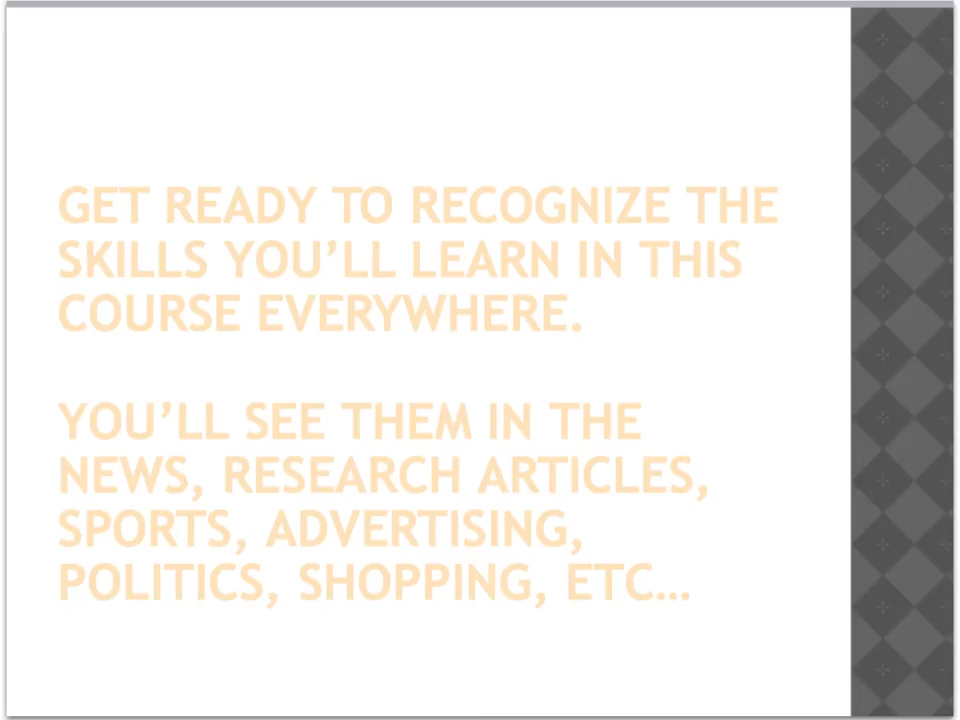 GET READY TO RECOGNIZE THE
SKILLS YOU’LL LEARN IN THIS
COURSE EVERYWHERE.
YOU’LL SEE THEM IN THE
NEWS, RESEARCH ARTICLES,
SPORTS, ADVERTISING,
POLITICS, SHOPPING, ETC…